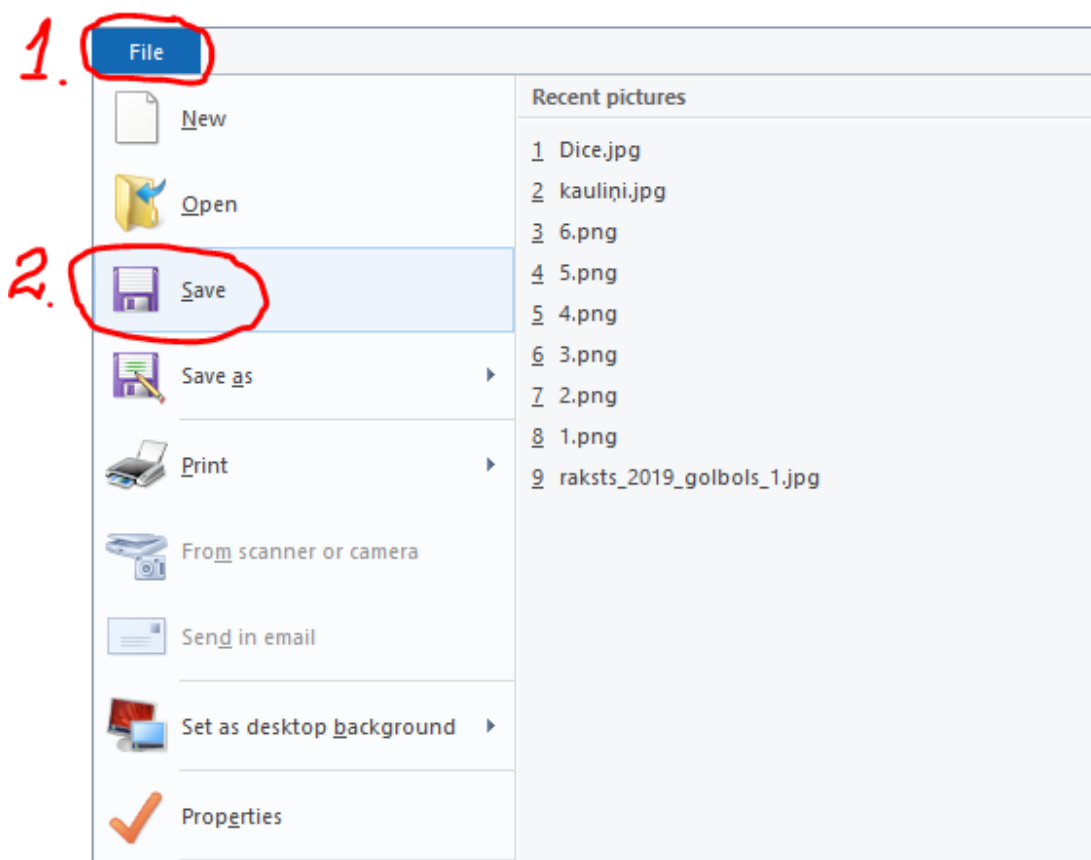 1.
File
New
Open
2.
Save
Save as
Print
From scanner or camera
Send in email
Set as desktop background
Properties
Recent pictures
1 Dice.jpg
2 kauliņi.jpg
3 6.png
4 5.png
5 4.png
6 3.png
7 2.png
8 1.png
9 raksts_2019_golbols_1.jpg